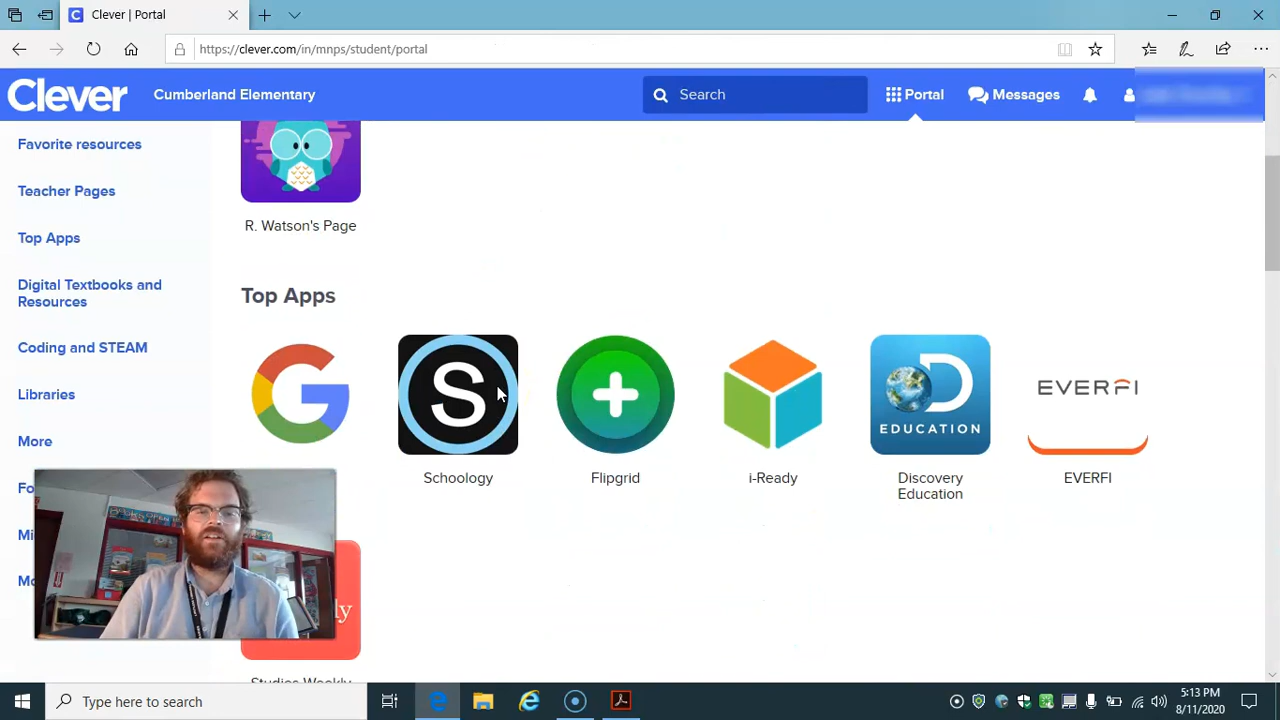 Clever | Portal
https://clever.com/in/mnps/student/portal
Clever
Cumberland Elementary
Search
Portal
Messages
Favorite resources
Teacher Pages
Top Apps
Digital Textbooks and
Resources
Coding and STEAM
Libraries
More
R. Watson's Page
Top Apps
S
D
EDUCATION
EVERFI
Schoology
Flipgrid
i-Ready
Discovery
Education
EVERFI
Studies Weekly
Type here to search
5:13 PM
8/11/2020